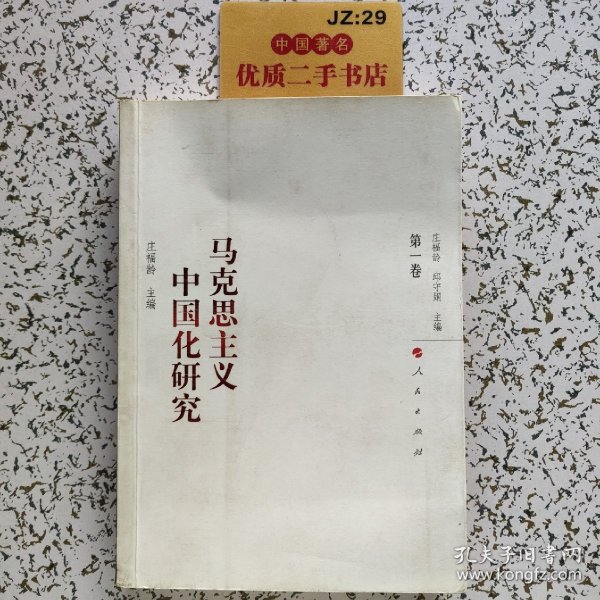 JZ:29
中国著名
优质二手书店
马克思主义
中国化研究
庄福龄 主编
第一卷
庄福龄 邱守娟 主编
人民出版社
孔夫子旧书网
www.kongfz.com